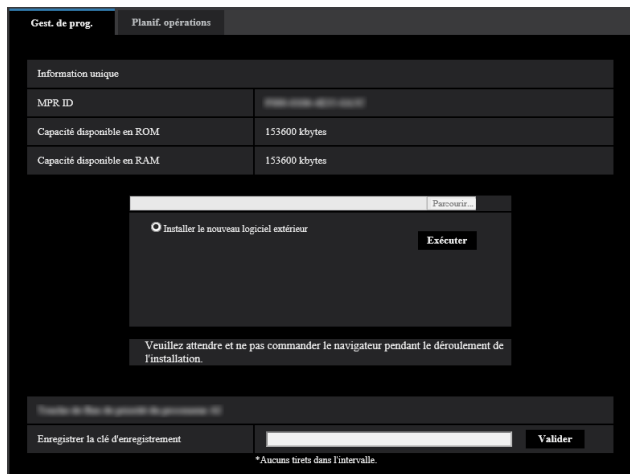 Gest. de prog.
Planif. opérations
Information unique
MPR ID
Capacité disponible en ROM
153600 kbytes
Capacité disponible en RAM
153600 kbytes
Parcourir...
Installer le nouveau logiciel extérieur
Exécuter
Veuillez attendre et ne pas commander le navigateur pendant le déroulement de
l'installation.
Enregistrer la clé d'enregistrement
Valider
*Aucuns tirets dans l'intervalle.